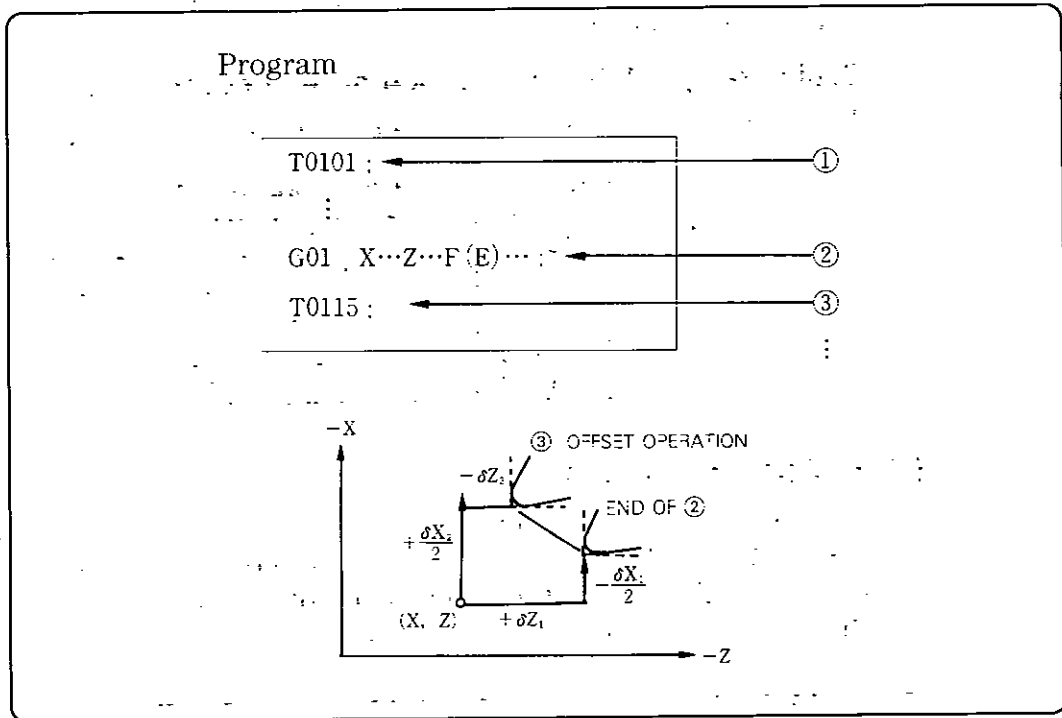 Program
T0101 ; ①
⋮
G01 X⋯Z⋯F(E)⋯ ; ②
T0115 ; ③
⋮
−X
③ OFFSET OPERATION
−δZ₂
END OF ②
+δX₂/2
−δX₁/2
(X, Z)
+δZ₁
−Z